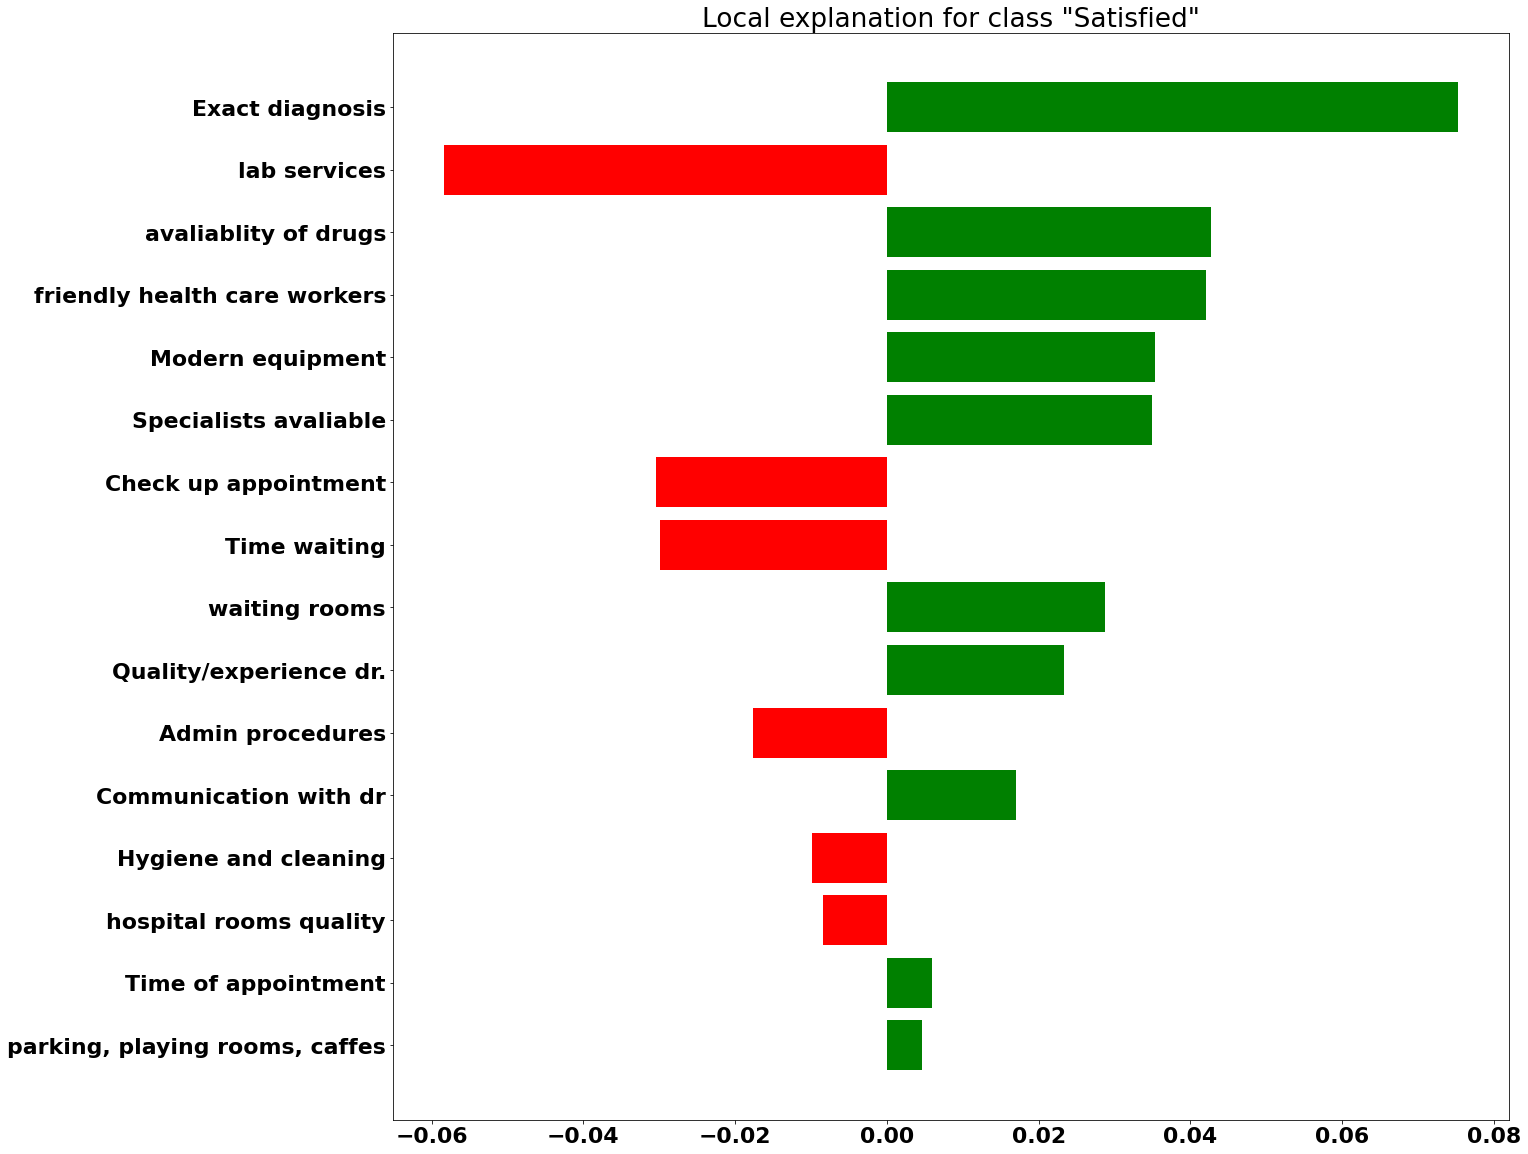 Local explanation for class "Satisfied"
Exact diagnosis
lab services
avaliablity of drugs
friendly health care workers
Modern equipment
Specialists avaliable
Check up appointment
Time waiting
waiting rooms
Quality/experience dr.
Admin procedures
Communication with dr
Hygiene and cleaning
hospital rooms quality
Time of appointment
parking, playing rooms, caffes
−0.06 −0.04 −0.02 0.00 0.02 0.04 0.06 0.08